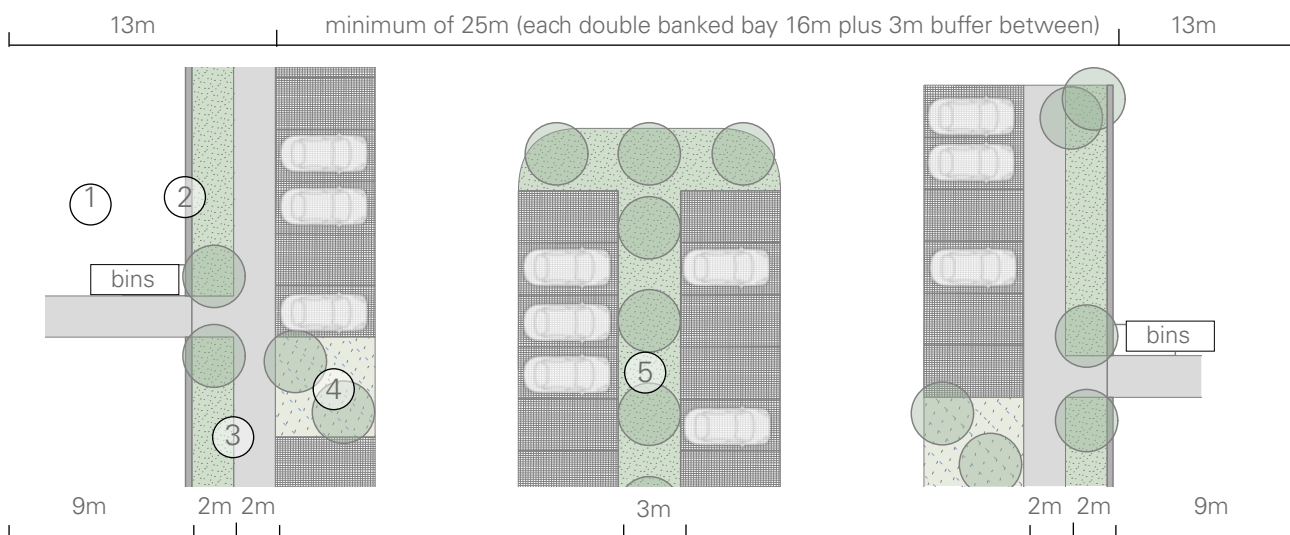 13m
minimum of 25m (each double banked bay 16m plus 3m buffer between)
13m
1
2
bins
3
4
5
bins
9m
2m
2m
3m
2m
2m
9m